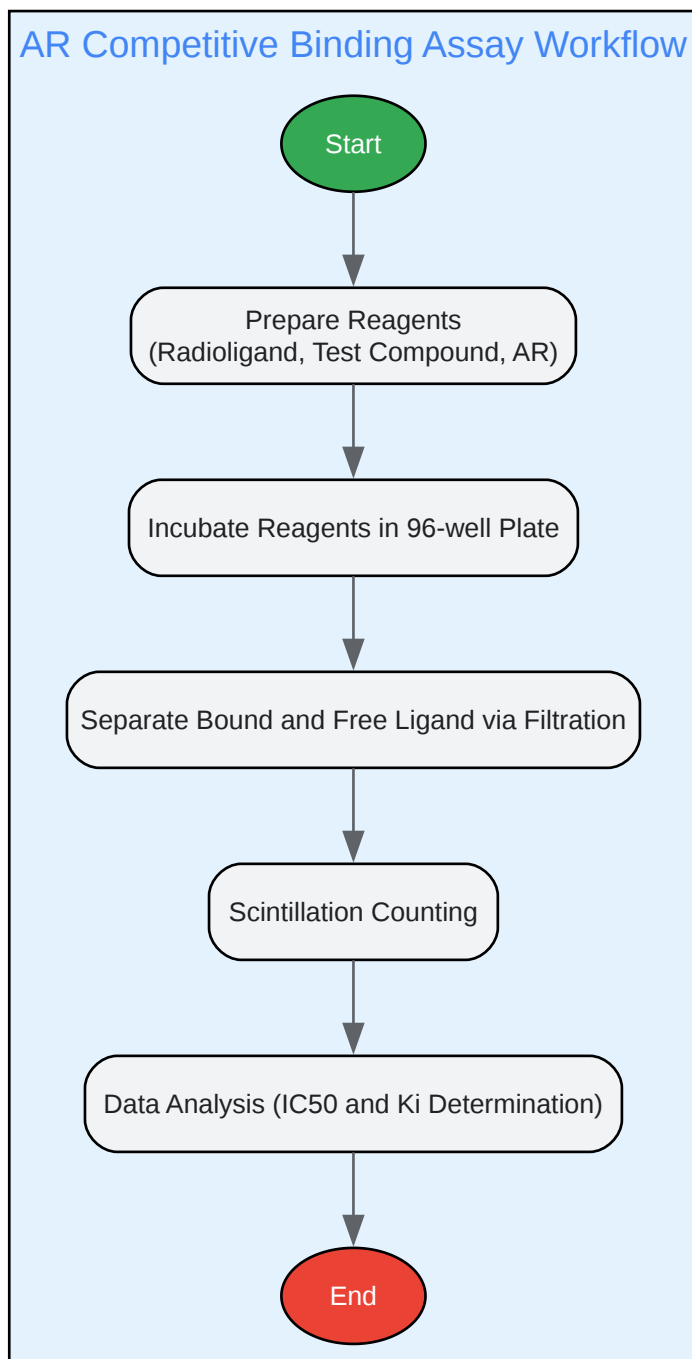 AR Competitive Binding Assay Workflow
Start
Prepare Reagents
(Radioligand, Test Compound, AR)
Incubate Reagents in 96-well Plate
Separate Bound and Free Ligand via Filtration
Scintillation Counting
Data Analysis (IC50 and Ki Determination)
End